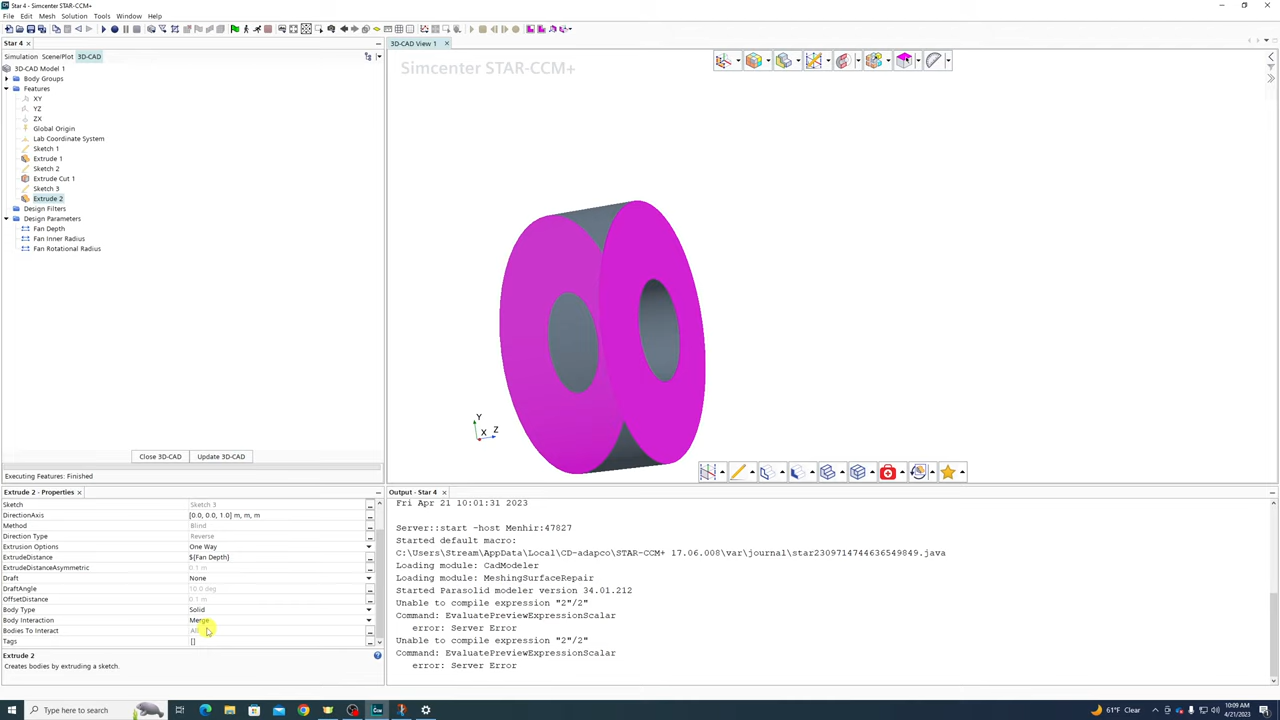 Star 4
File Edit Mesh Solution Tools Window Help
Star 4
3D-CAD View 1
Simulation Scene/Plot 3D-CAD
Simcenter STAR-CCM+
3D-CAD Model 1
Body Groups
Features
XY
YZ
ZX
Global Origin
Lab Coordinate System
Sketch 1
Extrude 1
Sketch 2
Extrude Cut 1
Sketch 3
Extrude 2
Design Filters
Design Parameters
Fan Depth
Fan Inner Radius
Fan Rotational Radius
Y
X Z
Close 3D-CAD Update 3D-CAD
Executing Features: Finished
Extrude 2 - Properties
Sketch Sketch 3
DirectionAxis [0.0, 0.0, 1.0] m, m, m
Method Blind
Direction Type Reverse
Extrusion Options One Way
ExtrudeDistance ${Fan Depth}
ExtrudeDistanceAsymmetric 0.1 m
Draft None
DraftAngle 10.0 deg
OffsetDistance 0.1 m
Body Type Solid
Body Interaction Merge
Bodies To Interact
Tags []
Extrude 2
Creates bodies by extruding a sketch.
Output - Star 4
Fri Apr 21 10:01:31 2023
Server::start -host Menhir:47827
Started default macro:
C:\Users\Stream\AppData\Local\CD-adapco\STAR-CCM+ 17.06.008\var\journal\star2309714744636549849.java
Loading module: CadModeler
Loading module: MeshingSurfaceRepair
Started Parasolid modeler version 34.01.212
Unable to compile expression "2"/2"
Command: EvaluatePreviewExpressionScalar
error: Server Error
Unable to compile expression "2"/2"
Command: EvaluatePreviewExpressionScalar
error: Server Error
Type here to search
61°F Clear
10:09 AM
4/21/2023